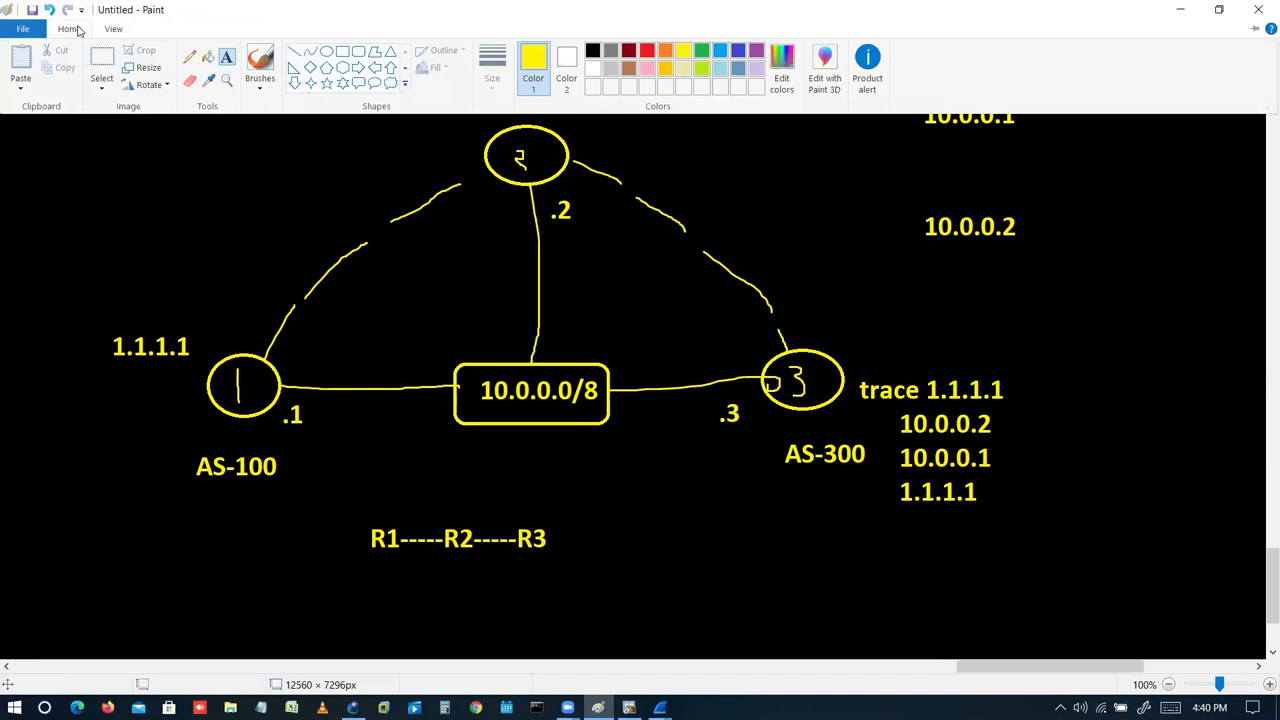 Untitled - Paint
File
Home
View
Paste
Cut
Copy
Clipboard
Select
Crop
Resize
Rotate
Image
Tools
Brushes
Shapes
Outline
Fill
Size
Color 1
Color 2
Colors
Edit colors
Edit with Paint 3D
Product alert
10.0.0.1
2
.2
10.0.0.2
1.1.1.1
1
10.0.0.0/8
3
trace 1.1.1.1
.1
.3
10.0.0.2
AS-100
AS-300
10.0.0.1
1.1.1.1
R1-----R2-----R3
12560 × 7296px
100%
4:40 PM